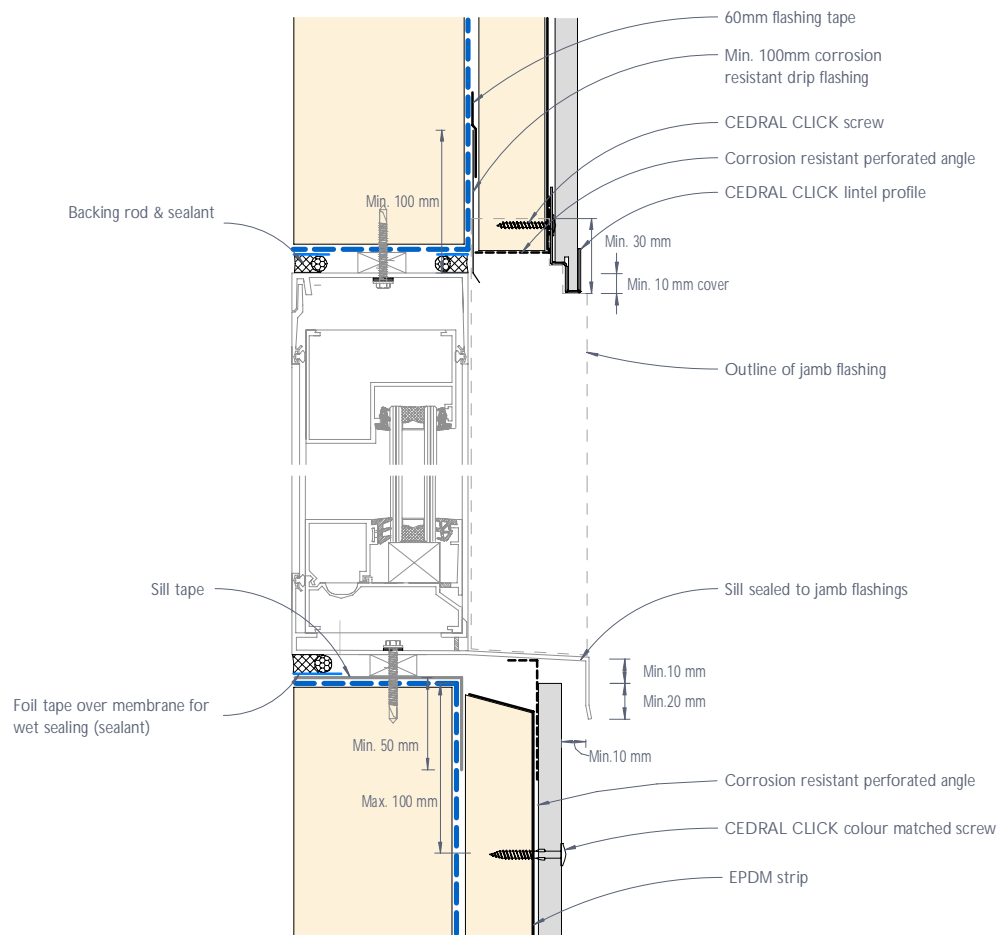 60mm flashing tape
Min. 100mm corrosion
resistant drip flashing
CEDRAL CLICK screw
Corrosion resistant perforated angle
CEDRAL CLICK lintel profile
Min. 100 mm
Backing rod & sealant
Min. 30 mm
Min. 10 mm cover
Outline of jamb flashing
Sill tape
Sill sealed to jamb flashings
Min.10 mm
Min.20 mm
Foil tape over membrane for
wet sealing (sealant)
Min. 50 mm
Min.10 mm
Max. 100 mm
Corrosion resistant perforated angle
CEDRAL CLICK colour matched screw
EPDM strip